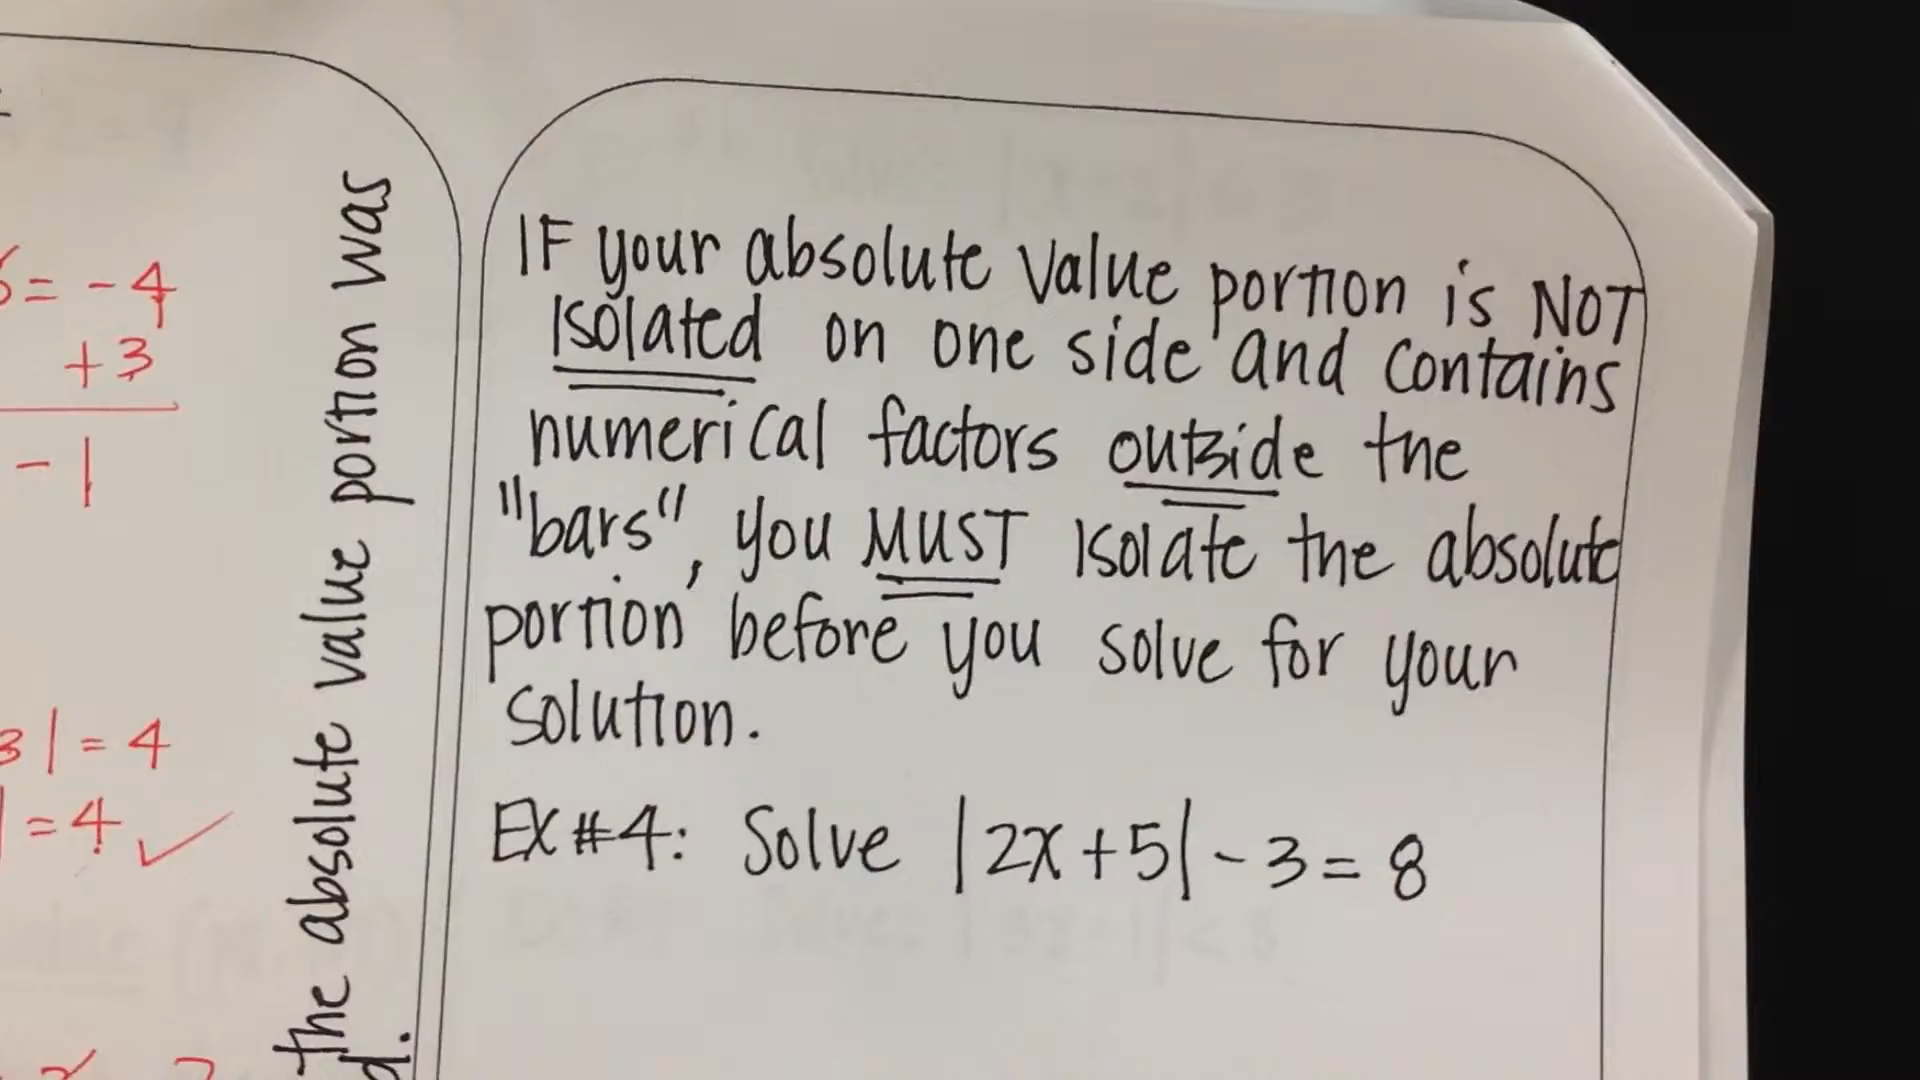 = -4
+3
-1
3|=4
|=4
the absolute value portion was
IF your absolute value portion is NOT
isolated on one side and contains
numerical factors outside the
"bars", you MUST isolate the absolute
portion before you solve for your
solution.
EX #4: Solve |2x+5|-3=8